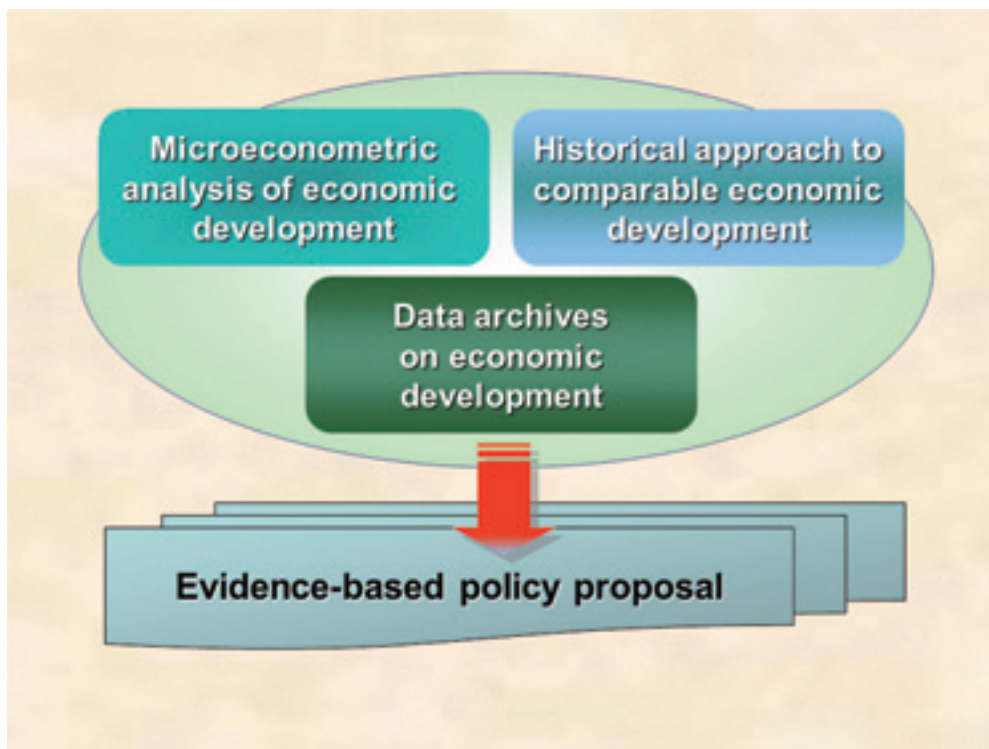 Microeconometric
analysis of economic
development
Historical approach to
comparable economic
development
Data archives
on economic
development
Evidence-based policy proposal